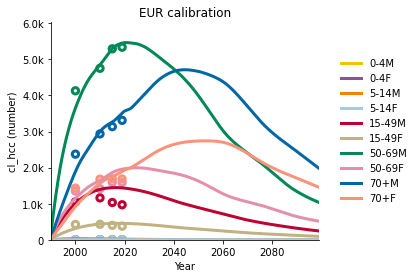 EUR calibration
6.0k
5.0k
4.0k
3.0k
2.0k
1.0k
0
cl_hcc (number)
2000
2020
2040
2060
2080
Year
0-4M
0-4F
5-14M
5-14F
15-49M
15-49F
50-69M
50-69F
70+M
70+F